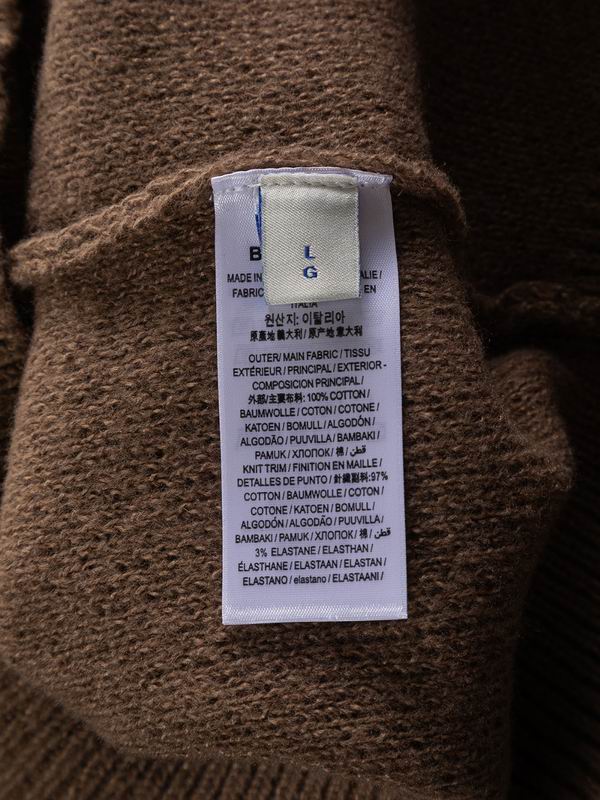 L
G
B
MADE IN
ALIE /
FABRIC
EN
ITALIA
원산지: 이탈리아
原產地 義大利 / 原产地 意大利
OUTER/ MAIN FABRIC / TISSU
EXTÉRIEUR / PRINCIPAL / EXTERIOR -
COMPOSICION PRINCIPAL /
外部/主要布料: 100% COTTON /
BAUMWOLLE / COTON / COTONE /
KATOEN / BOMULL / ALGODÓN /
ALGODÃO / PUUVILLA / BAMBAKI /
PAMUK / ХЛОПОК / 棉 / قطن /
KNIT TRIM / FINITION EN MAILLE /
DETALLES DE PUNTO / 針織副料:97%
COTTON / BAUMWOLLE / COTON /
COTONE / KATOEN / BOMULL /
ALGODÓN / ALGODÃO / PUUVILLA /
BAMBAKI / PAMUK / ХЛОПОК / 棉 / قطن /
3% ELASTANE / ELASTHAN /
ÉLASTHANE / ELASTAAN / ELASTAN /
ELASTANO / elastano / ELASTAANI /